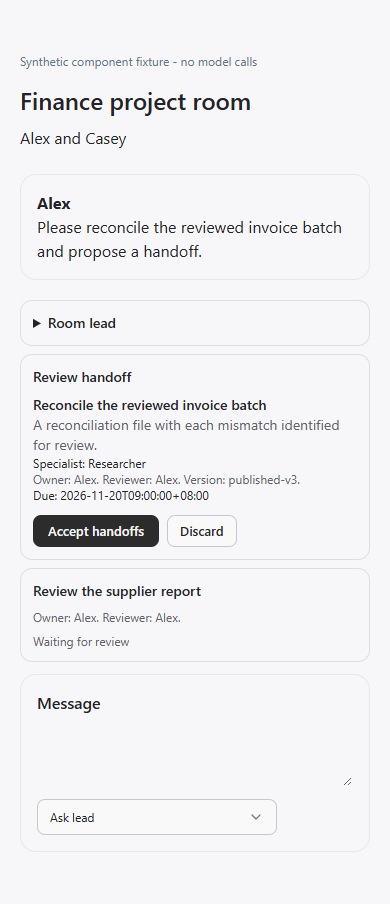 Synthetic component fixture - no model calls
Finance project room
Alex and Casey
Alex
Please reconcile the reviewed invoice batch
and propose a handoff.
Room lead
Review handoff
Reconcile the reviewed invoice batch
A reconciliation file with each mismatch identified
for review.
Specialist: Researcher
Owner: Alex. Reviewer: Alex. Version: published-v3.
Due: 2026-11-20T09:00:00+08:00
Accept handoffs
Discard
Review the supplier report
Owner: Alex. Reviewer: Alex.
Waiting for review
Message
Ask lead